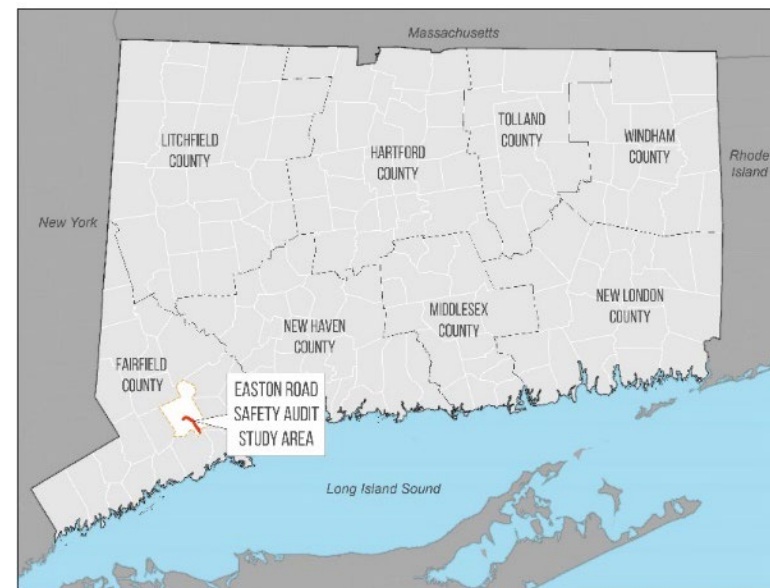 Massachusetts
LITCHFIELD
COUNTY
HARTFORD
COUNTY
TOLLAND
COUNTY
WINDHAM
COUNTY
Rhode
Island
New York
FAIRFIELD
COUNTY
NEW HAVEN
COUNTY
MIDDLESEX
COUNTY
NEW LONDON
COUNTY
EASTON ROAD
SAFETY AUDIT
STUDY AREA
Long Island Sound